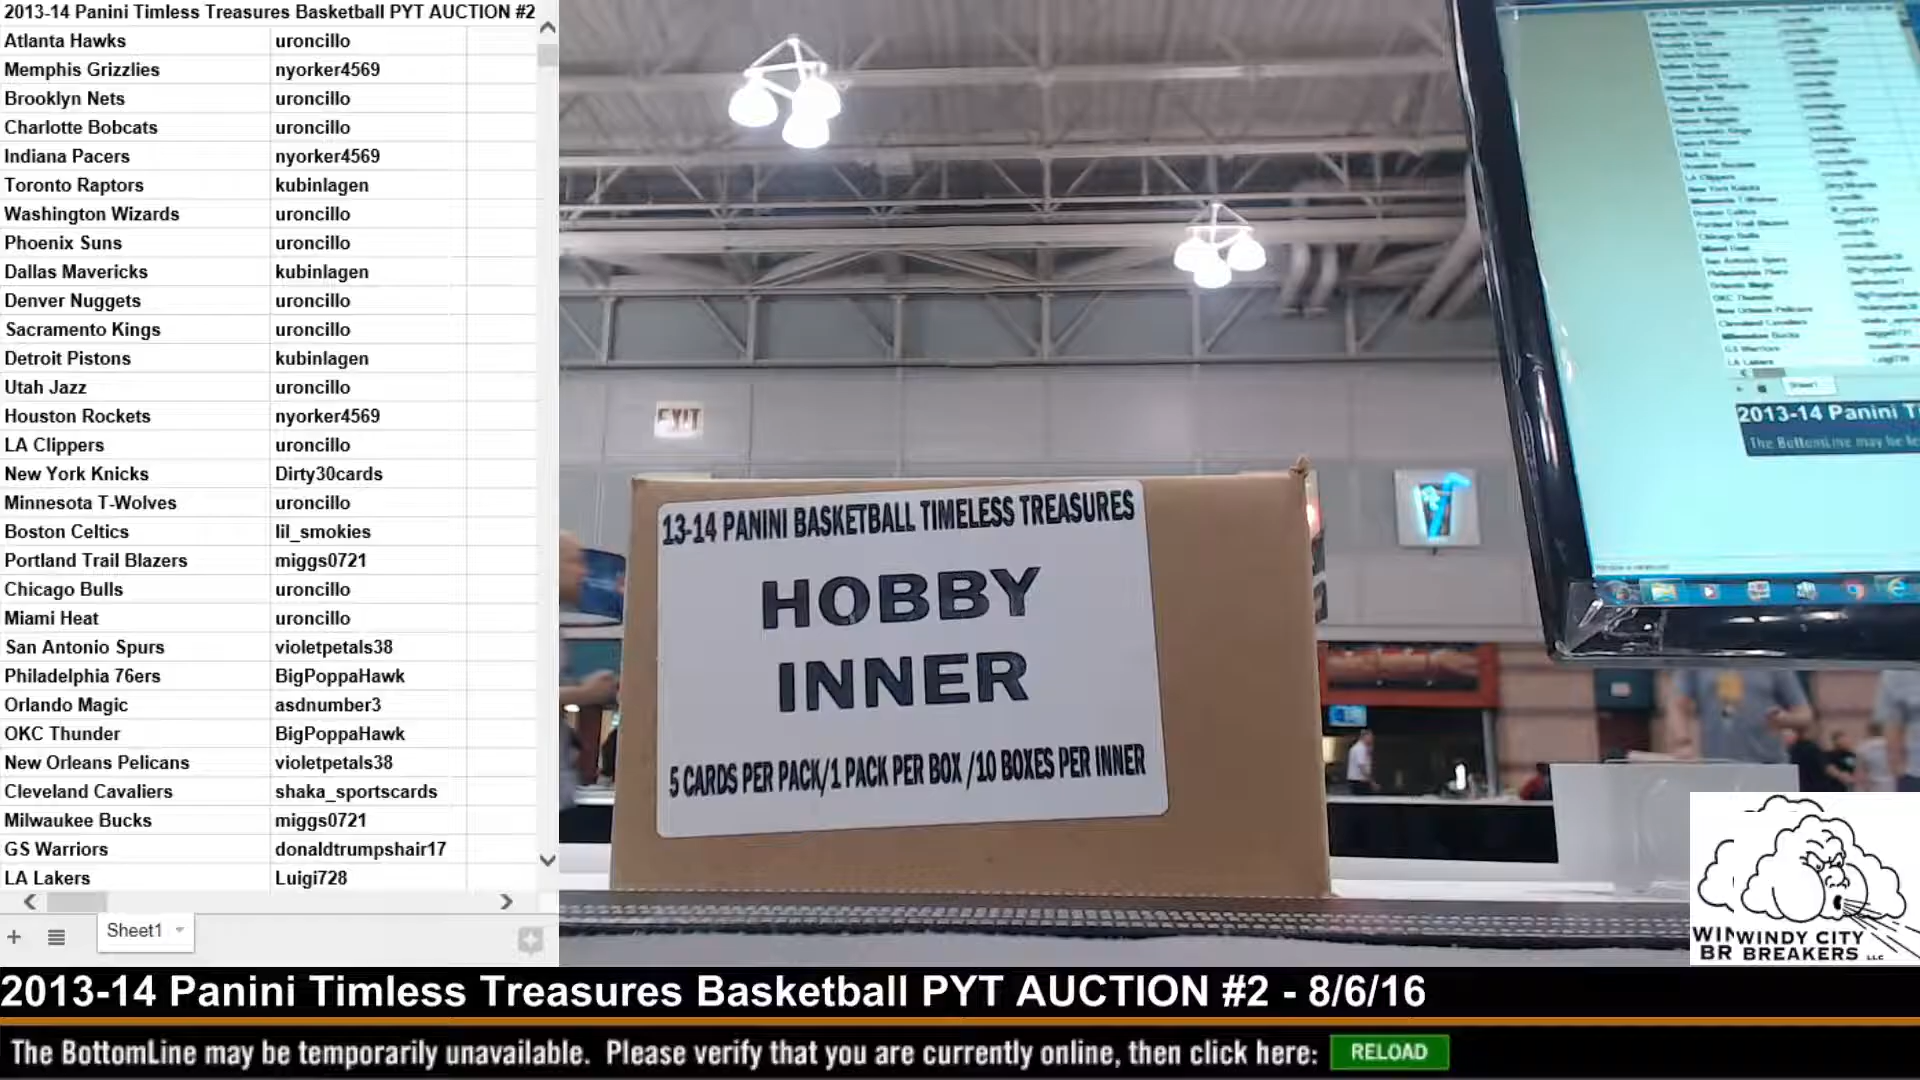 2013-14 Panini Timless Treasures Basketball PYT AUCTION #2
Atlanta Hawks uroncillo
Memphis Grizzlies nyorker4569
Brooklyn Nets uroncillo
Charlotte Bobcats uroncillo
Indiana Pacers nyorker4569
Toronto Raptors kubinlagen
Washington Wizards uroncillo
Phoenix Suns uroncillo
Dallas Mavericks kubinlagen
Denver Nuggets uroncillo
Sacramento Kings uroncillo
Detroit Pistons kubinlagen
Utah Jazz uroncillo
Houston Rockets nyorker4569
LA Clippers uroncillo
New York Knicks Dirty30cards
Minnesota T-Wolves uroncillo
Boston Celtics lil_smokies
Portland Trail Blazers miggs0721
Chicago Bulls uroncillo
Miami Heat uroncillo
San Antonio Spurs violetpetals38
Philadelphia 76ers BigPoppaHawk
Orlando Magic asdnumber3
OKC Thunder BigPoppaHawk
New Orleans Pelicans violetpetals38
Cleveland Cavaliers shaka_sportscards
Milwaukee Bucks miggs0721
GS Warriors donaldtrumpshair17
LA Lakers Luigi728
Sheet1
EXIT
13-14 PANINI BASKETBALL TIMELESS TREASURES
HOBBY
INNER
5 CARDS PER PACK/1 PACK PER BOX /10 BOXES PER INNER
2013-14 Panini Ti
The BottomLine may be te
WINDY CITY
BREAKERS LLC
2013-14 Panini Timless Treasures Basketball PYT AUCTION #2 - 8/6/16
The BottomLine may be temporarily unavailable. Please verify that you are currently online, then click here: RELOAD